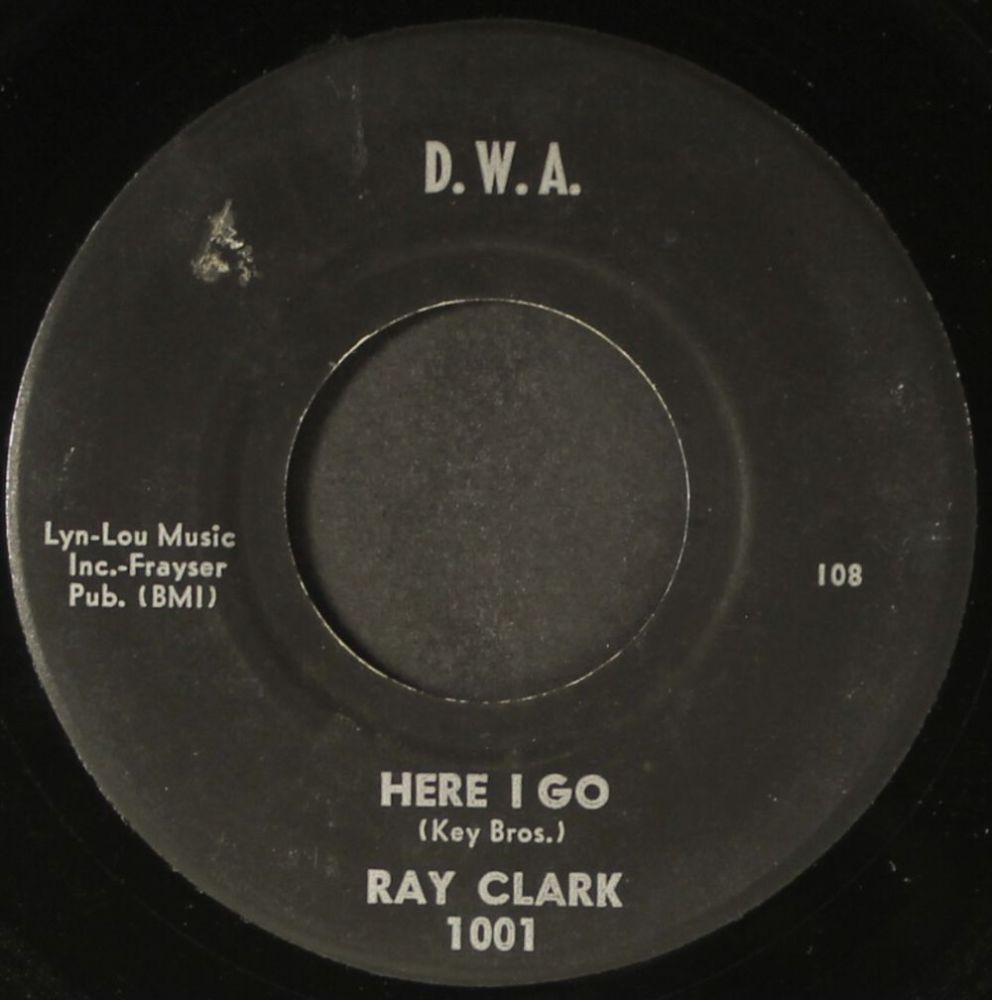 D. W. A.
Lyn-Lou Music
Inc.-Frayser
Pub. (BMI)
108
HERE I GO
(Key Bros.)
RAY CLARK
1001